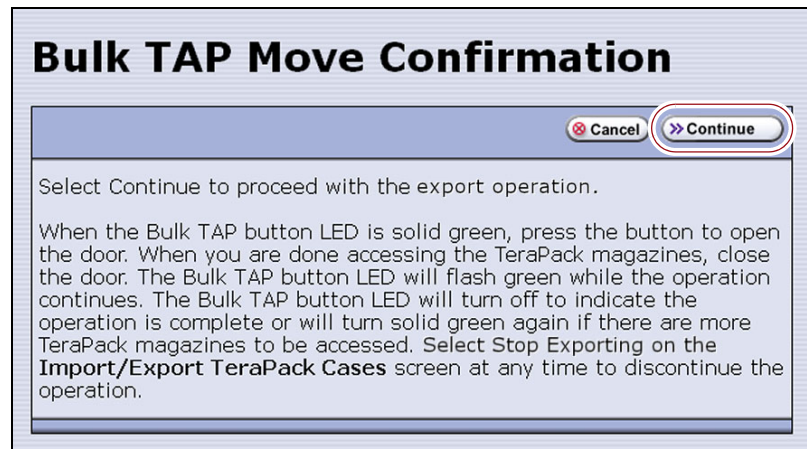 Bulk TAP Move Confirmation
Cancel Continue
Select Continue to proceed with the export operation.
When the Bulk TAP button LED is solid green, press the button to open
the door. When you are done accessing the TeraPack magazines, close
the door. The Bulk TAP button LED will flash green while the operation
continues. The Bulk TAP button LED will turn off to indicate the
operation is complete or will turn solid green again if there are more
TeraPack magazines to be accessed. Select Stop Exporting on the
Import/Export TeraPack Cases screen at any time to discontinue the
operation.